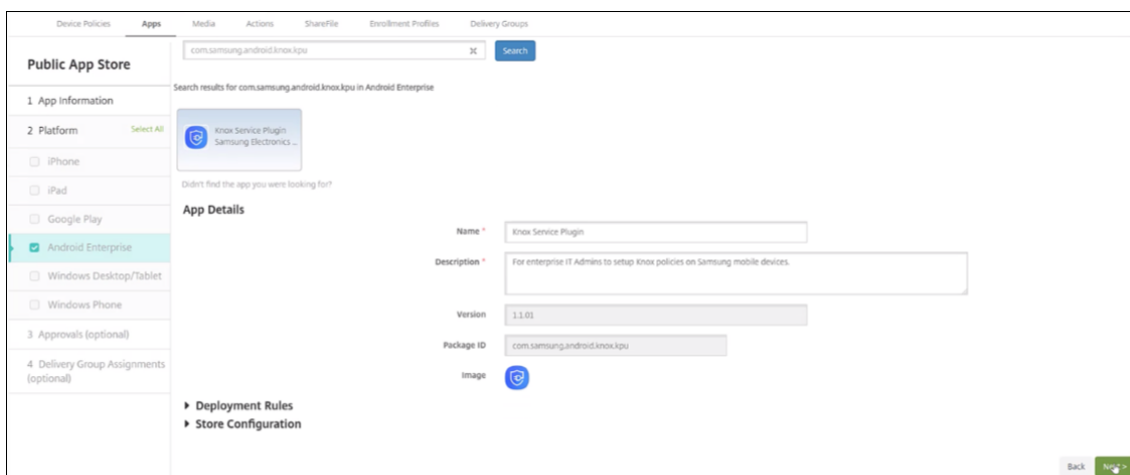 Device Policies Apps Media Actions ShareFile Enrollment Profiles Delivery Groups
Public App Store
1 App Information
2 Platform Select All
iPhone
iPad
Google Play
Android Enterprise
Windows Desktop/Tablet
Windows Phone
3 Approvals (optional)
4 Delivery Group Assignments
(optional)
com.samsung.android.knox.kpu Search
Search results for com.samsung.android.knox.kpu in Android Enterprise
Knox Service Plugin
Samsung Electronics ...
Didn't find the app you were looking for?
App Details
Name * Knox Service Plugin
Description * For enterprise IT Admins to setup Knox policies on Samsung mobile devices.
Version 1.1.01
Package ID com.samsung.android.knox.kpu
Image
Deployment Rules
Store Configuration
Back Next >